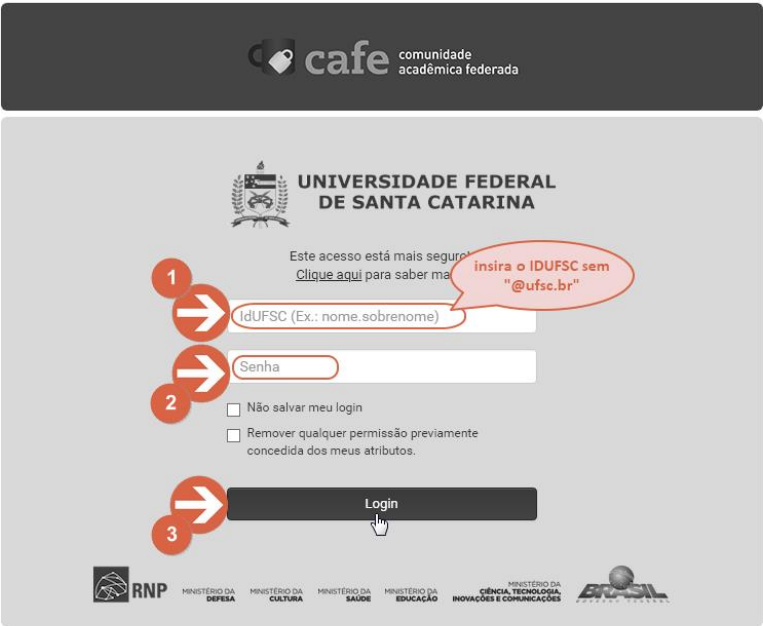 cafe comunidade
acadêmica federada
UNIVERSIDADE FEDERAL
DE SANTA CATARINA
Este acesso está mais seguro!
Clique aqui para saber ma
insira o IDUFSC sem
"@ufsc.br"
1
IdUFSC (Ex.: nome.sobrenome)
Senha
2
Não salvar meu login
Remover qualquer permissão previamente
concedida dos meus atributos.
Login
3
RNP
MINISTÉRIO DA
DEFESA
MINISTÉRIO DA
CULTURA
MINISTÉRIO DA
SAÚDE
MINISTÉRIO DA
EDUCAÇÃO
MINISTÉRIO DA
CIÊNCIA, TECNOLOGIA,
INOVAÇÕES E COMUNICAÇÕES
BRASIL
GOVERNO FEDERAL